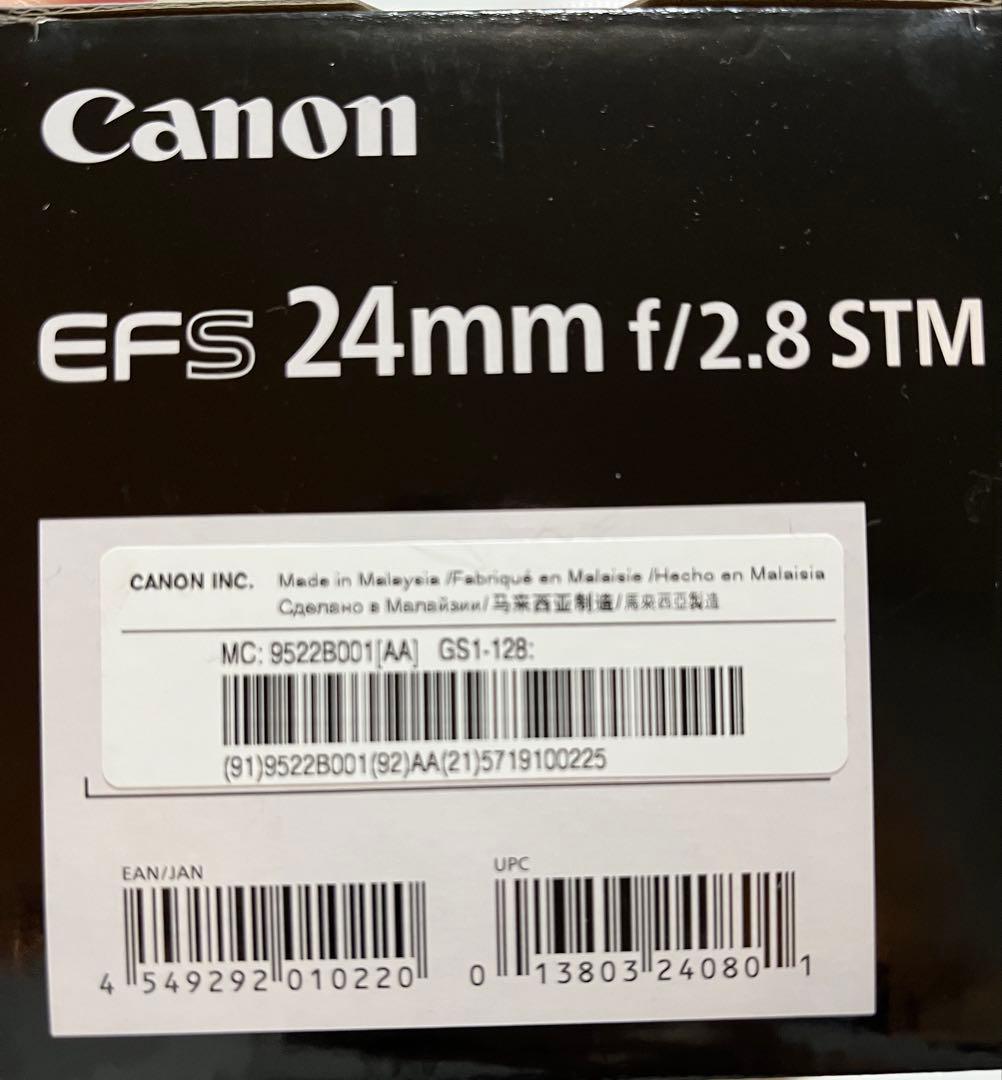 Canon
EFS 24mm f/2.8 STM
CANON INC. Made in Malaysia /Fabriqué en Malaisie /Hecho en Malaisia
Сделано в Малайзии/马来西亚制造/馬來西亞製造
MC: 9522B001[AA] GS1-128:
(91)9522B001(92)AA(21)5719100225
EAN/JAN
4 549292 010220
UPC
0 13803 24080 1